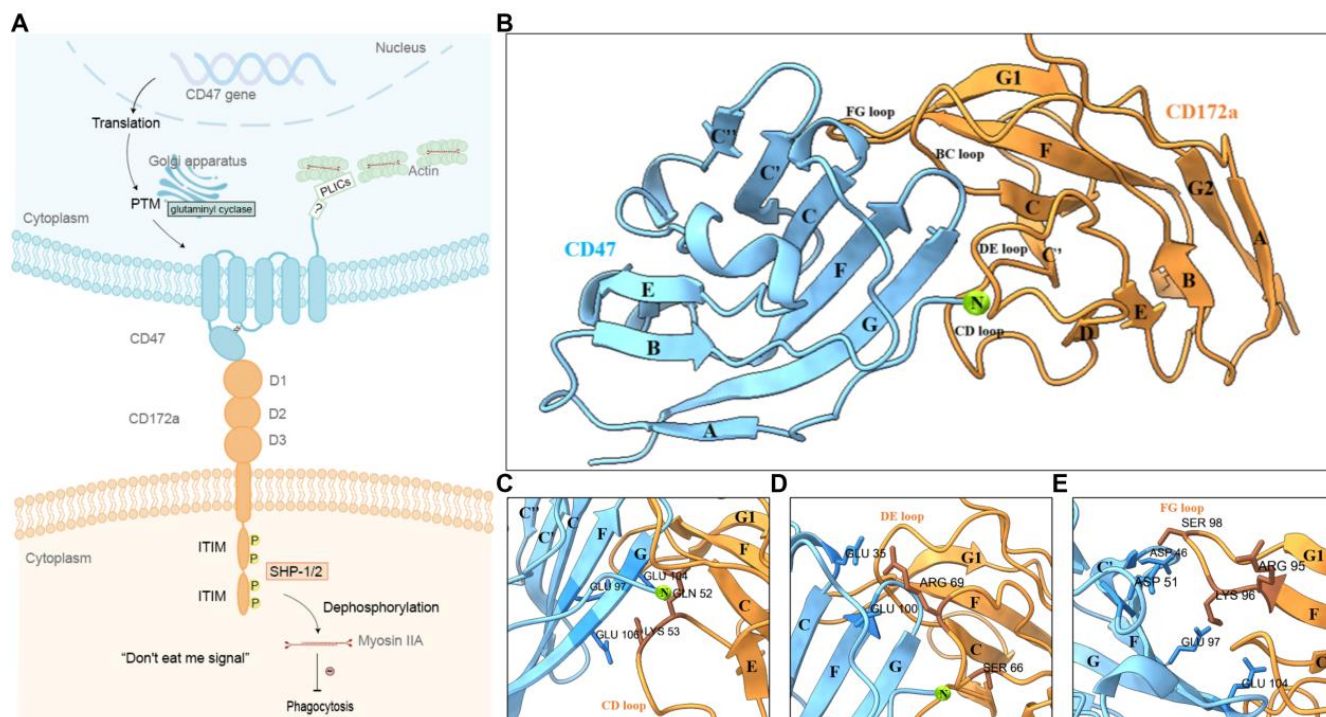 A
Nucleus
CD47 gene
Translation
Golgi apparatus
PTM
glutaminyl cyclase
Cytoplasm
PLICs
?
Actin
CD47
D1
CD172a
D2
D3
Cytoplasm
ITIM
P
P
SHP-1/2
ITIM
P
P
Dephosphorylation
Myosin IIA
“Don't eat me signal”
Phagocytosis
B
G1
CD172a
FG loop
C''
BC loop
F
C'
G2
C
C
A
CD47
DE loop
C'
F
B
E
N
E
G
CD loop
B
D
A
C
C''
C
G1
C'
F
F
G
GLU 104
GLU 97
N
GLN 52
C
GLU 106
LYS 53
E
CD loop
D
DE loop
GLU 35
G1
ARG 69
GLU 100
F
C
C
F
G
SER 66
N
E
FG loop
SER 98
ASP 46
G1
C'
ARG 95
ASP 51
LYS 96
F
F
GLU 97
G
C
GLU 104